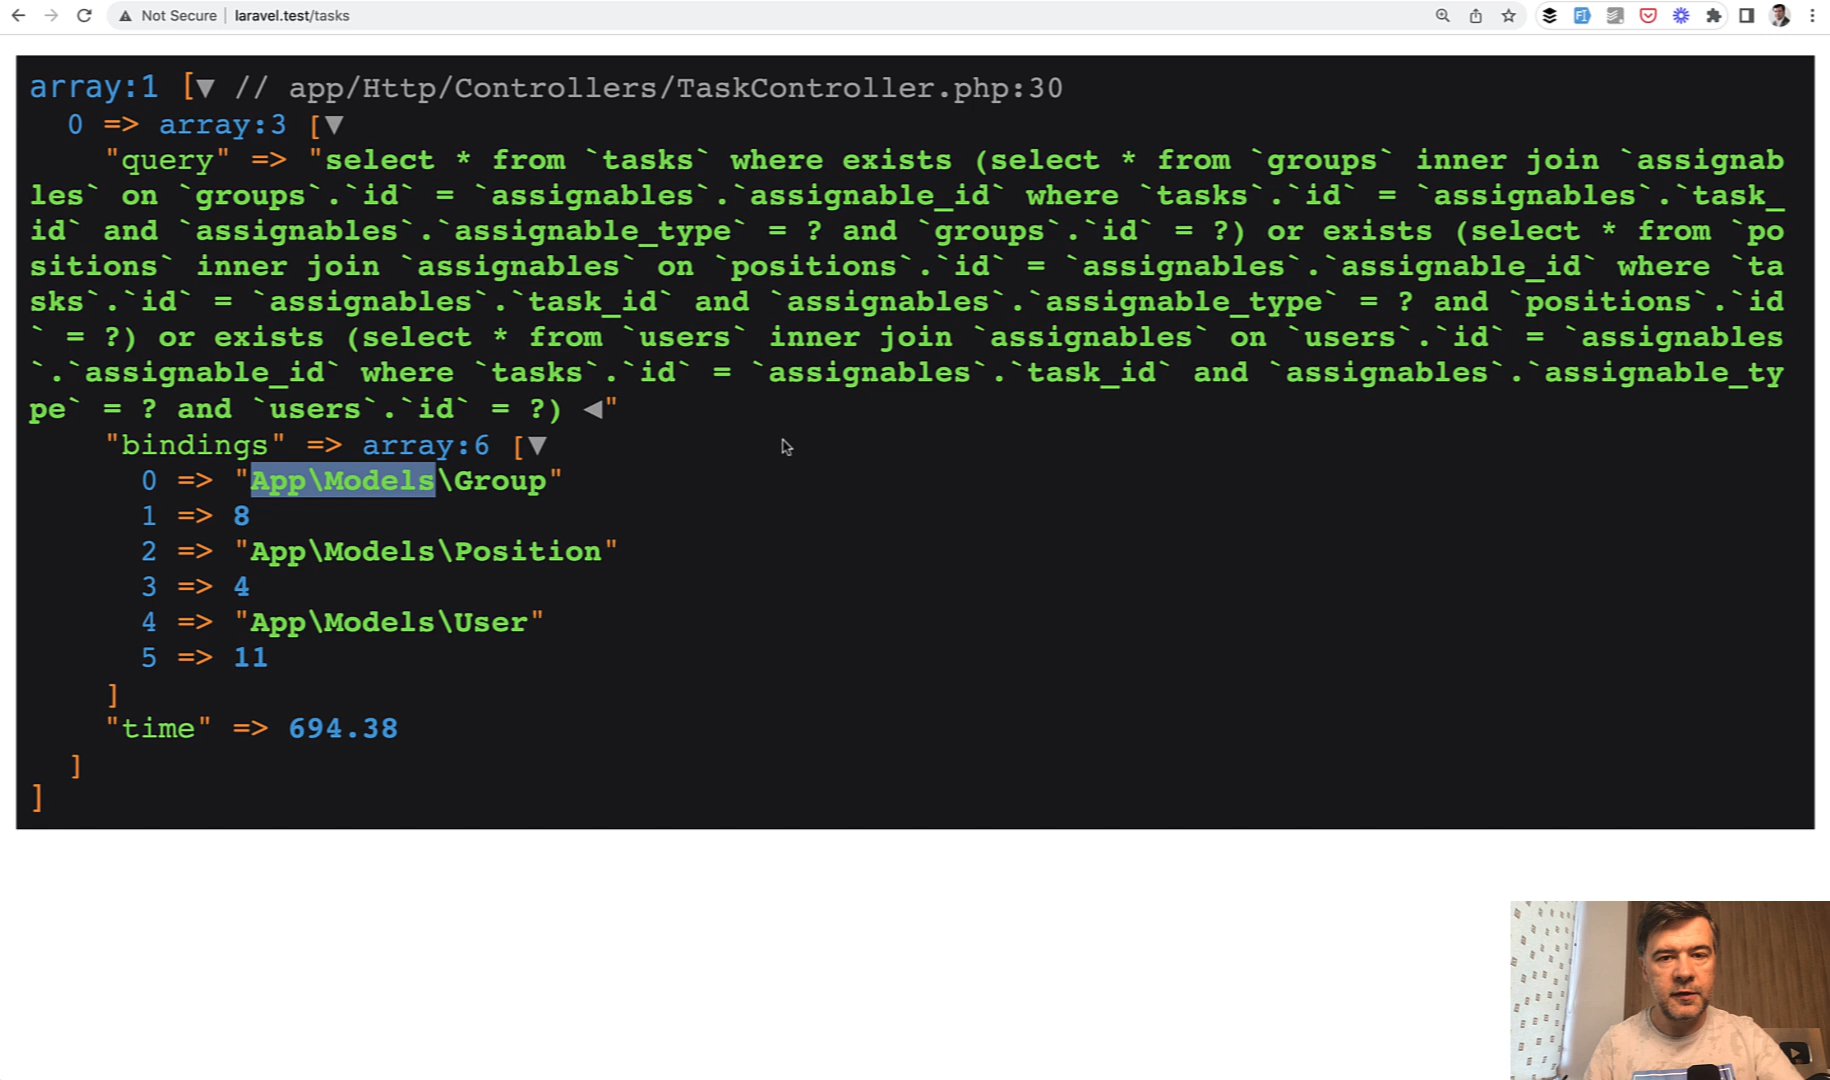 Not Secure | laravel.test/tasks
array:1 [▼ // app/Http/Controllers/TaskController.php:30
0 => array:3 [▼
"query" => "select * from `tasks` where exists (select * from `groups` inner join `assignab
les` on `groups`.`id` = `assignables`.`assignable_id` where `tasks`.`id` = `assignables`.`task_
id` and `assignables`.`assignable_type` = ? and `groups`.`id` = ?) or exists (select * from `po
sitions` inner join `assignables` on `positions`.`id` = `assignables`.`assignable_id` where `ta
sks`.`id` = `assignables`.`task_id` and `assignables`.`assignable_type` = ? and `positions`.`id
` = ?) or exists (select * from `users` inner join `assignables` on `users`.`id` = `assignables
`.`assignable_id` where `tasks`.`id` = `assignables`.`task_id` and `assignables`.`assignable_ty
pe` = ? and `users`.`id` = ?) ◀"
"bindings" => array:6 [▼
0 => "App\Models\Group"
1 => 8
2 => "App\Models\Position"
3 => 4
4 => "App\Models\User"
5 => 11
]
"time" => 694.38
]
]